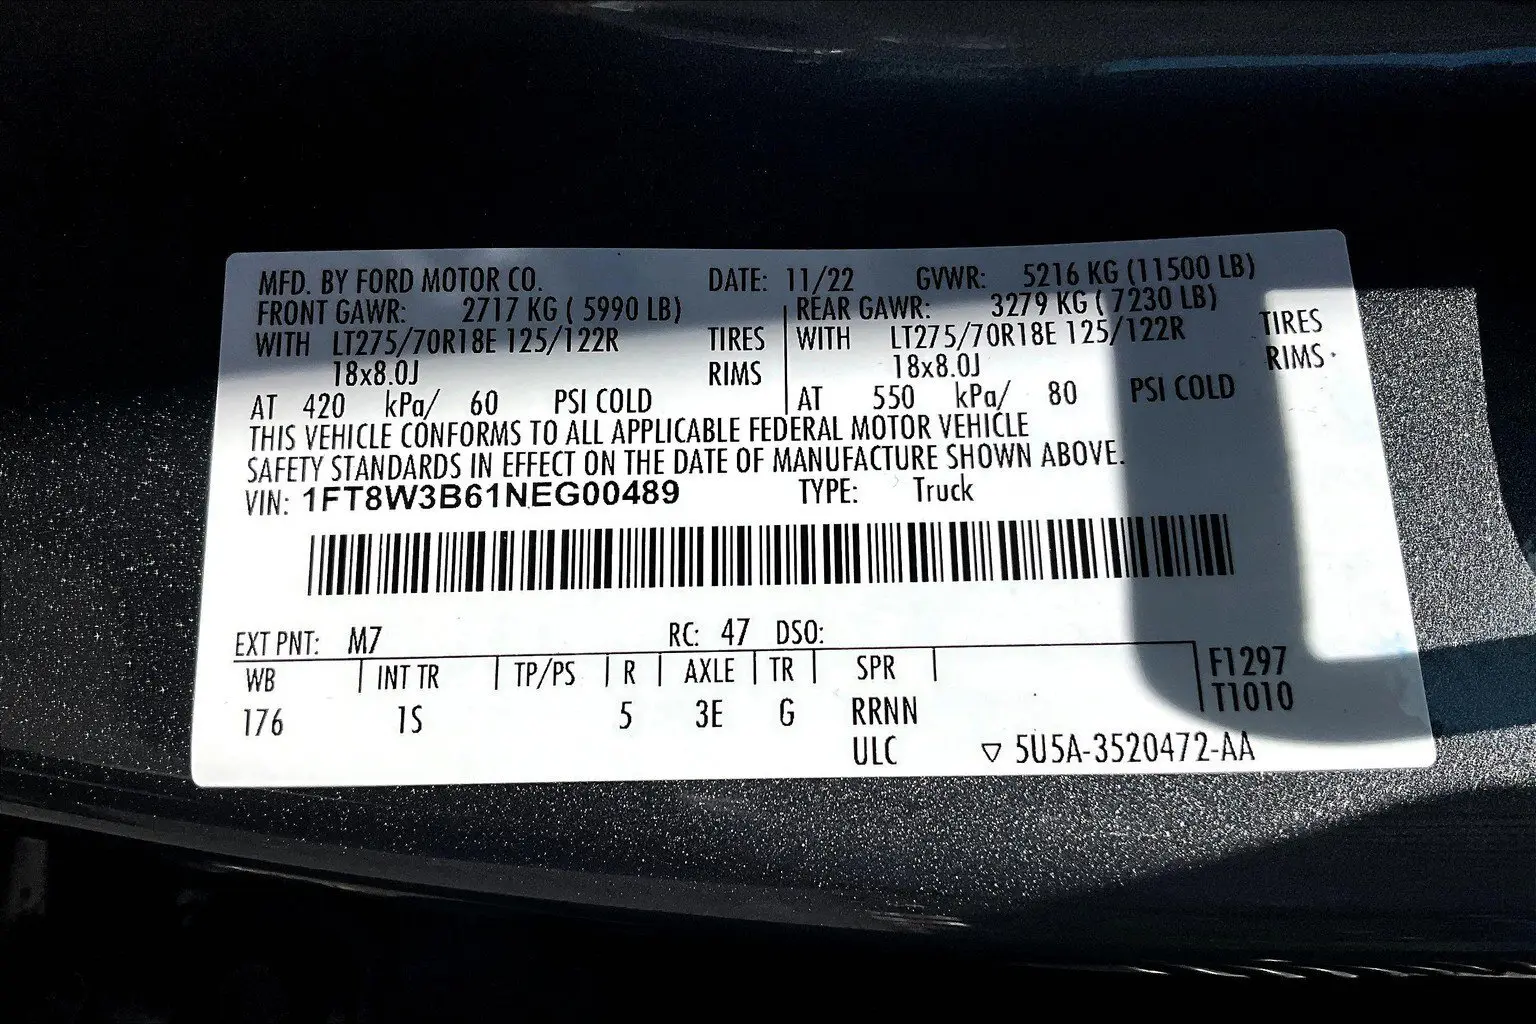 MFD. BY FORD MOTOR CO. DATE: 11/22 GVWR: 5216 KG (11500 LB)
FRONT GAWR: 2717 KG ( 5990 LB) REAR GAWR: 3279 KG ( 7230 LB)
WITH LT275/70R18E 125/122R TIRES WITH LT275/70R18E 125/122R TIRES
18x8.0J RIMS 18x8.0J RIMS
AT 420 kPa/ 60 PSI COLD AT 550 kPa/ 80 PSI COLD
THIS VEHICLE CONFORMS TO ALL APPLICABLE FEDERAL MOTOR VEHICLE
SAFETY STANDARDS IN EFFECT ON THE DATE OF MANUFACTURE SHOWN ABOVE.
VIN: 1FT8W3B61NEG00489 TYPE: Truck
EXT PNT: M7 RC: 47 DSO:
WB INT TR TP/PS R AXLE TR SPR F1297
176 1S 5 3E G RRNN T1010
ULC ▽ 5U5A-3520472-AA